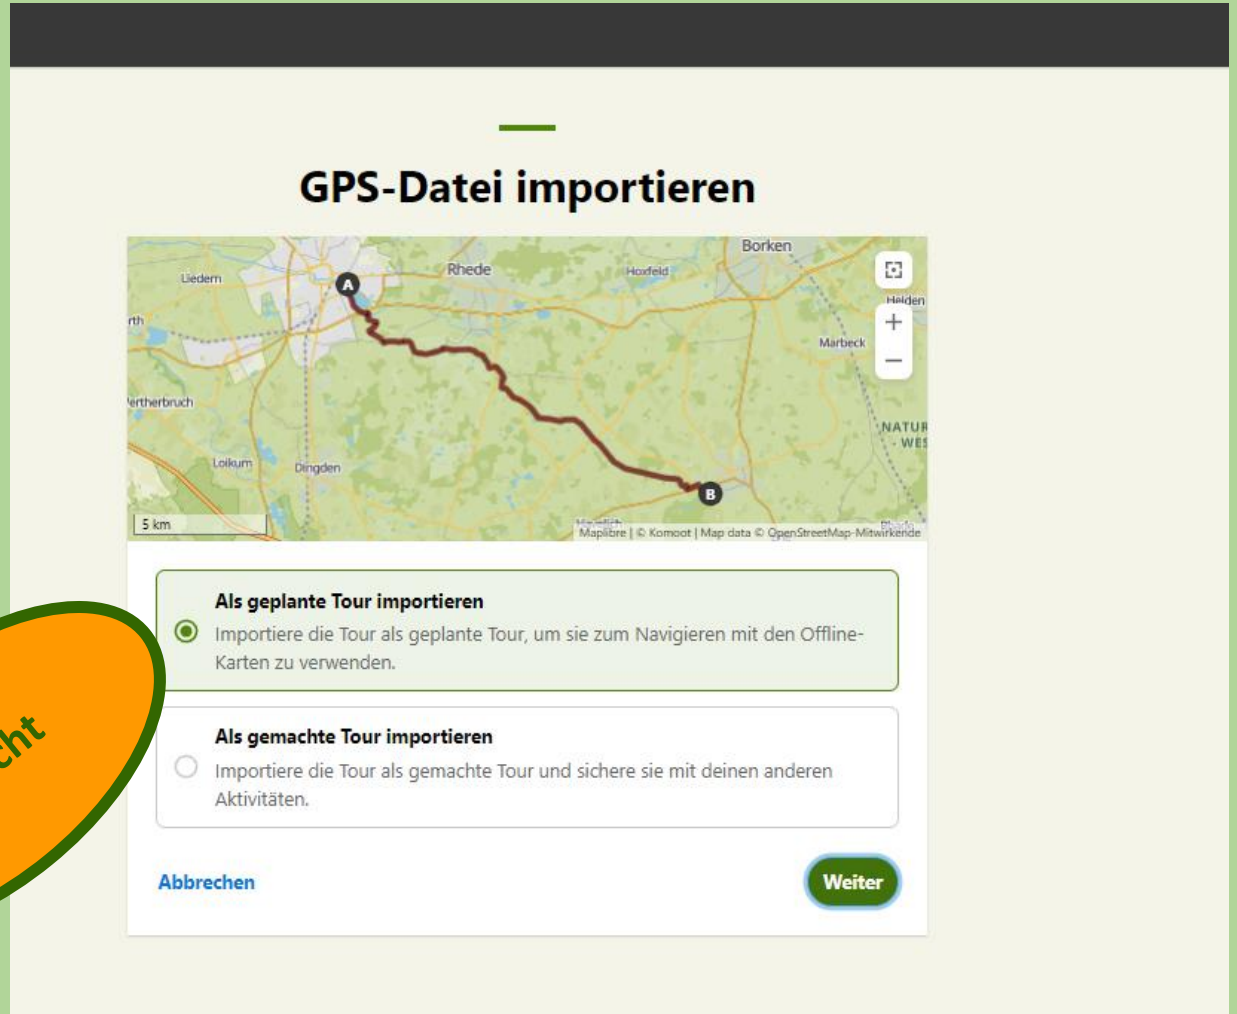 GPS-Datei importieren
Borken
Liedern
A
Rhede
Hoxfeld
Heiden
+
Marbeck
−
NATUR
- WES
Loikum
Dingden
B
5 km
Maplibre | © Komoot | Map data © OpenStreetMap-Mitwirkende
Als geplante Tour importieren
Importiere die Tour als geplante Tour, um sie zum Navigieren mit den Offline-
Karten zu verwenden.
cht
Als gemachte Tour importieren
Importiere die Tour als gemachte Tour und sichere sie mit deinen anderen
Aktivitäten.
Abbrechen
Weiter